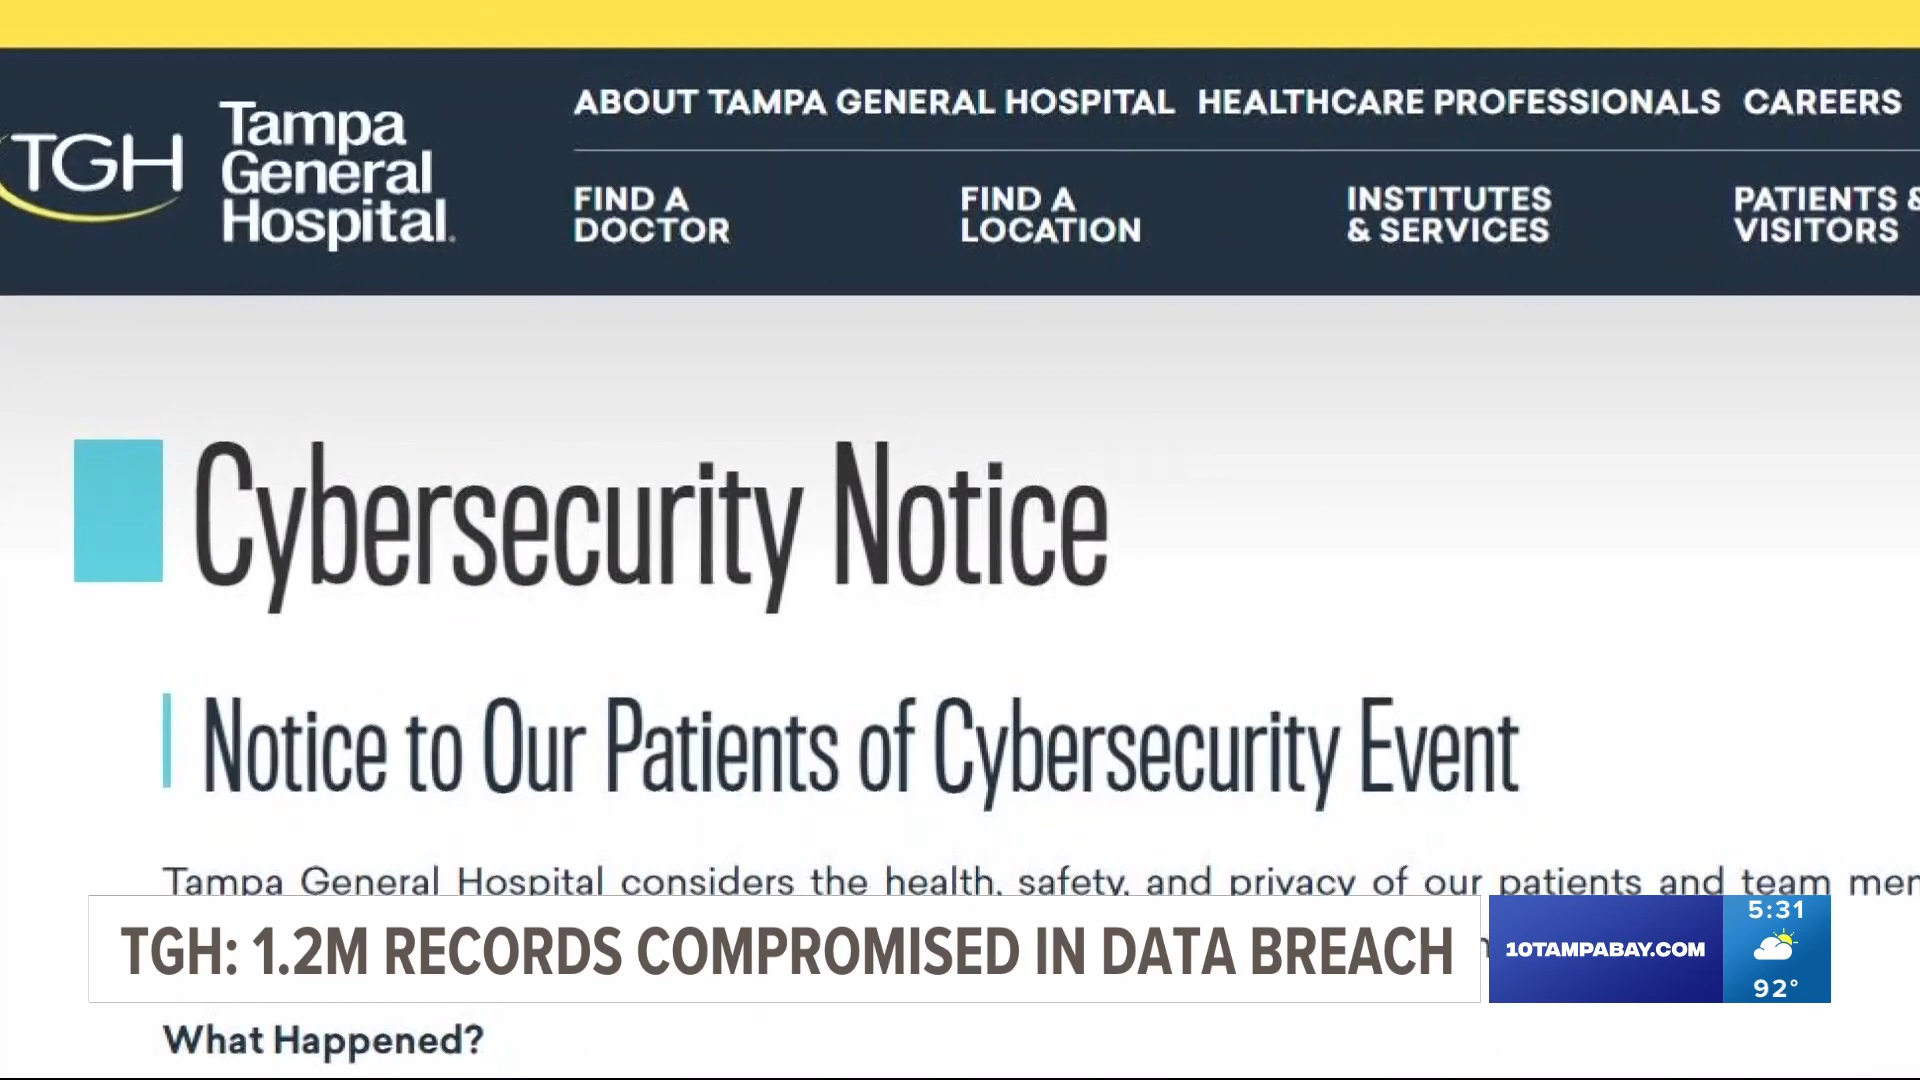 TGH
Tampa
General
Hospital.
ABOUT TAMPA GENERAL HOSPITAL HEALTHCARE PROFESSIONALS CAREERS
FIND A
DOCTOR
FIND A
LOCATION
INSTITUTES
& SERVICES
PATIENTS &
VISITORS
Cybersecurity Notice
Notice to Our Patients of Cybersecurity Event
Tampa General Hospital considers the health, safety, and privacy of our patients and team
TGH: 1.2M RECORDS COMPROMISED IN DATA BREACH
10TAMPABAY.COM
5:31
92°
What Happened?